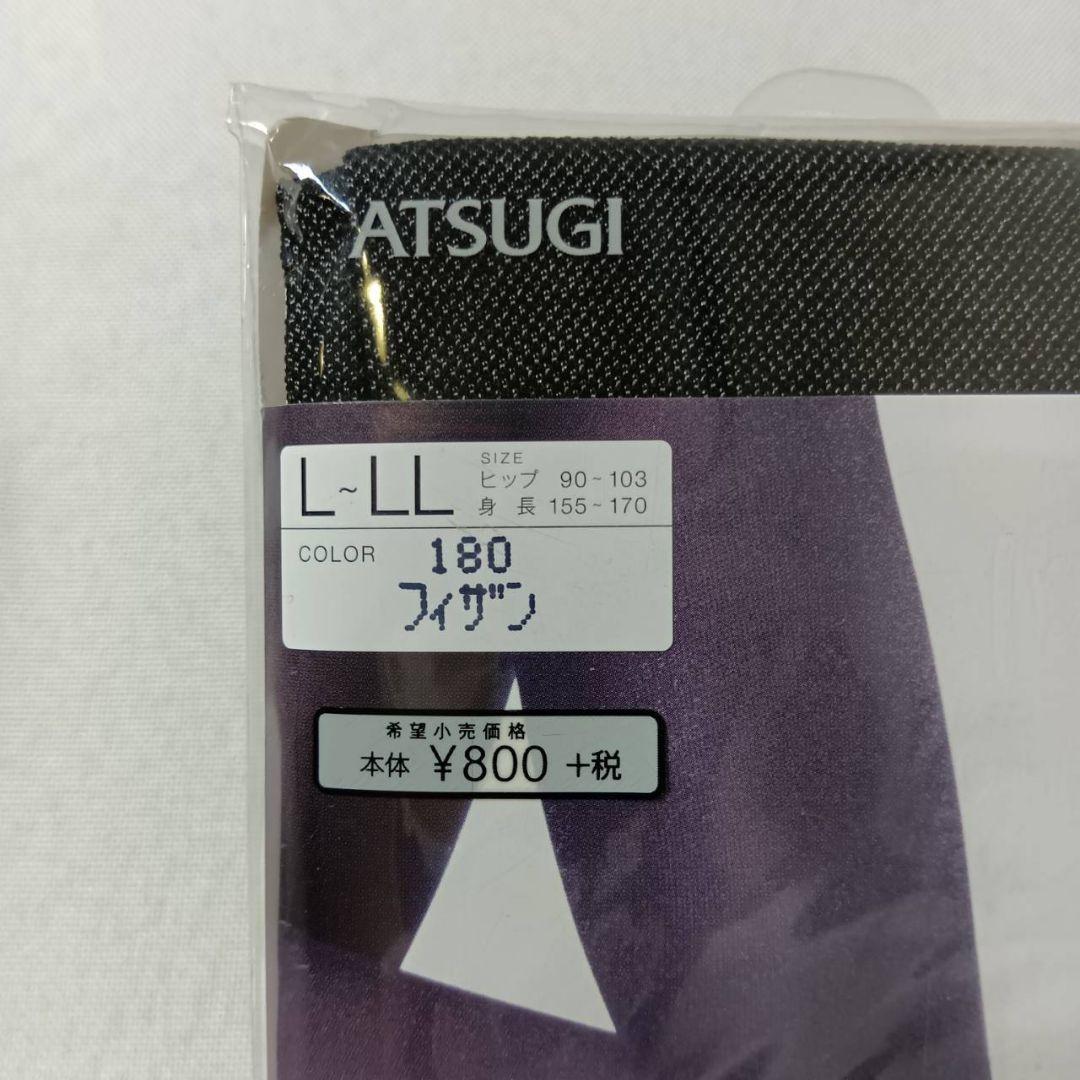 ATSUGI
L~LL
SIZE
ヒップ 90~103
身長 155~170
COLOR 180
フィザン
希望小売価格
本体 ¥800 +税